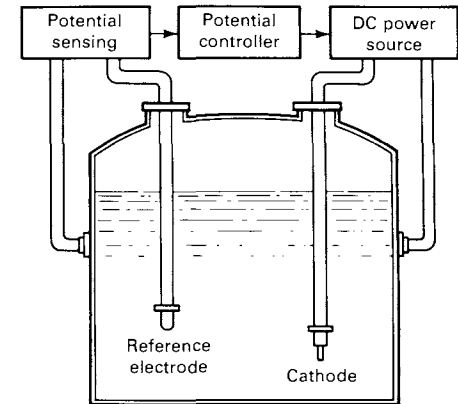 Potential
sensing
Potential
controller
DC power
source
Reference
electrode
Cathode